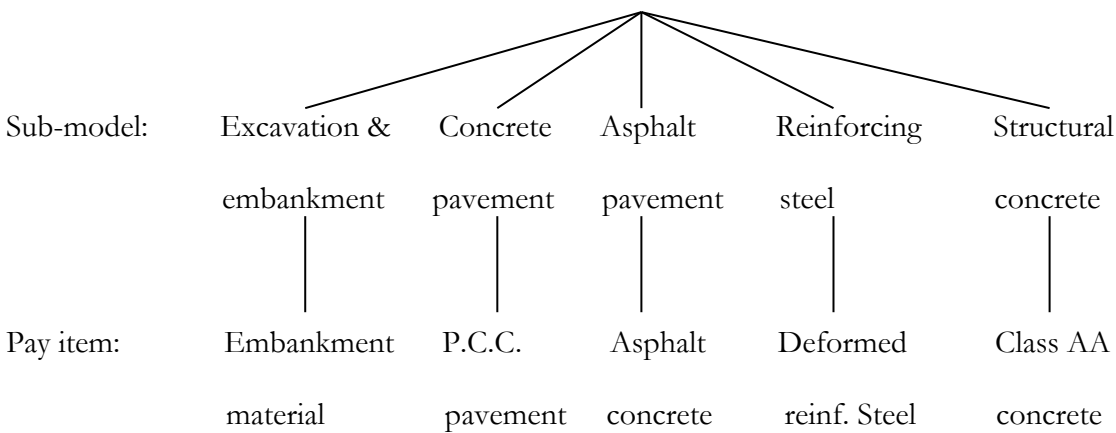 Sub-model: Excavation & Concrete Asphalt Reinforcing Structural
embankment pavement pavement steel concrete
Pay item: Embankment P.C.C. Asphalt Deformed Class AA
material pavement concrete reinf. Steel concrete